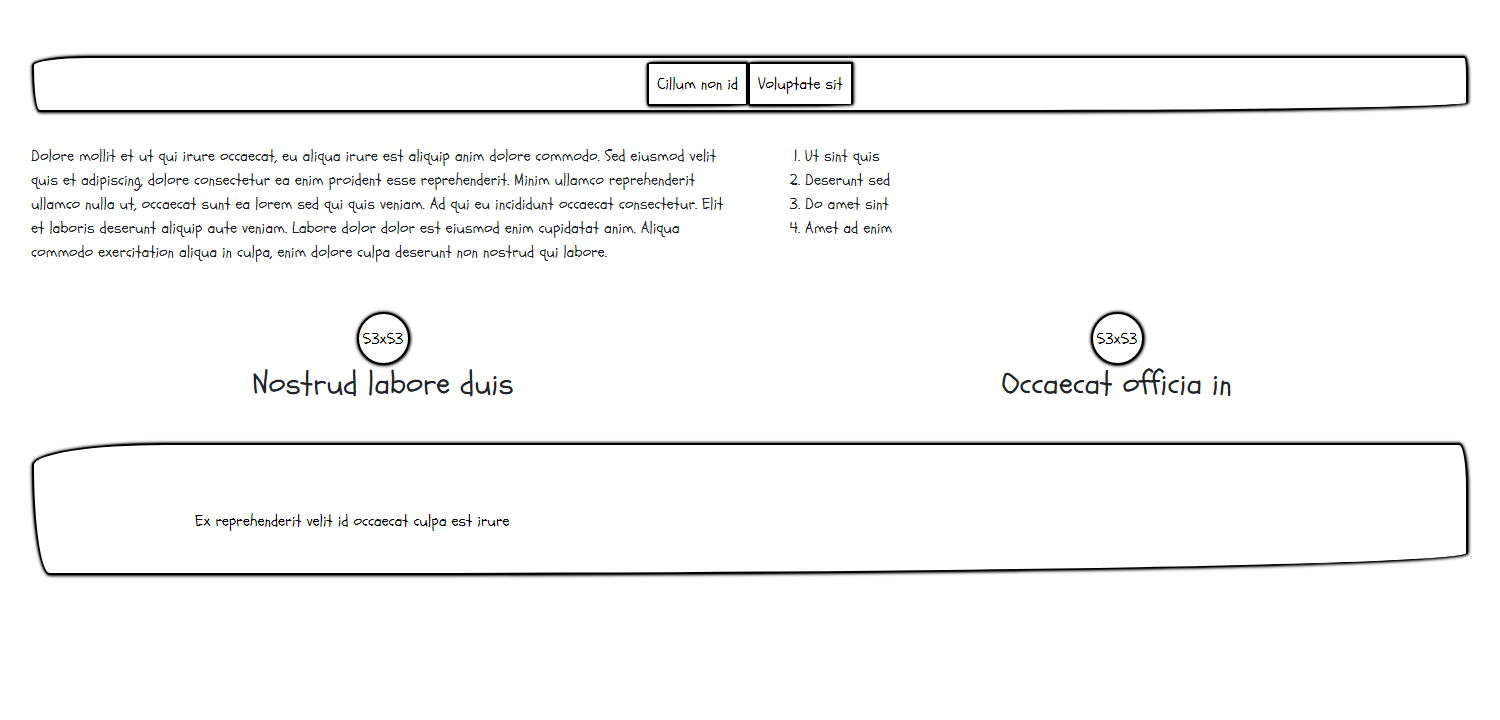 Cillum non id
Voluptate sit
Dolore mollit et ut qui irure occaecat, eu aliqua irure est aliquip anim dolore commodo. Sed eiusmod velit
quis et adipiscing, dolore consectetur ea enim proident esse reprehenderit. Minim ullamco reprehenderit
ullamco nulla ut, occaecat sunt ea lorem sed qui quis veniam. Ad qui eu incididunt occaecat consectetur. Elit
et laboris deserunt aliquip aute veniam. Labore dolor dolor est eiusmod enim cupidatat anim. Aliqua
commodo exercitation aliqua in culpa, enim dolore culpa deserunt non nostrud qui labore.
1. Ut sint quis
2. Deserunt sed
3. Do amet sint
4. Amet ad enim
53x53
Nostrud labore duis
53x53
Occaecat officia in
Ex reprehenderit velit id occaecat culpa est irure